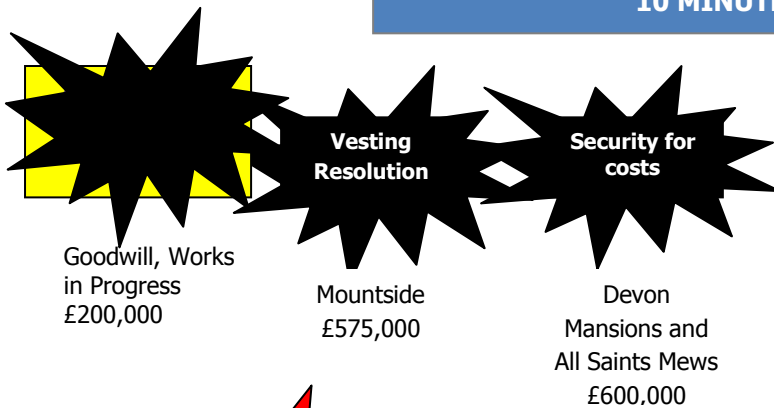 10 MINUT
Vesting
Resolution
Security for
costs
Goodwill, Works
in Progress
£200,000
Mountside
£575,000
Devon
Mansions and
All Saints Mews
£600,000